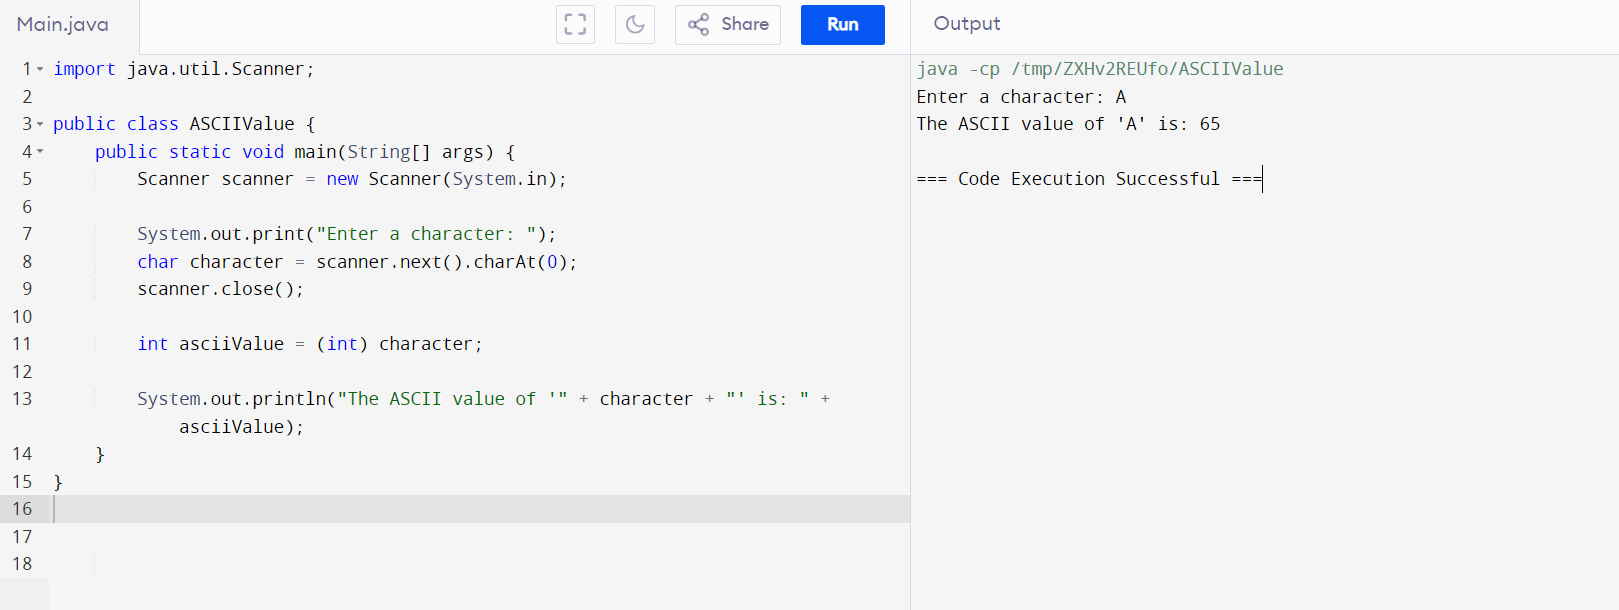 Main.java
Share
Run
Output
1 import java.util.Scanner;
2
3 public class ASCIIValue {
4     public static void main(String[] args) {
5         Scanner scanner = new Scanner(System.in);
6
7         System.out.print("Enter a character: ");
8         char character = scanner.next().charAt(0);
9         scanner.close();
10
11         int asciiValue = (int) character;
12
13         System.out.println("The ASCII value of '" + character + "' is: " +
            asciiValue);
14     }
15 }
16
17
18
java -cp /tmp/ZXHv2REUfo/ASCIIValue
Enter a character: A
The ASCII value of 'A' is: 65
=== Code Execution Successful ===